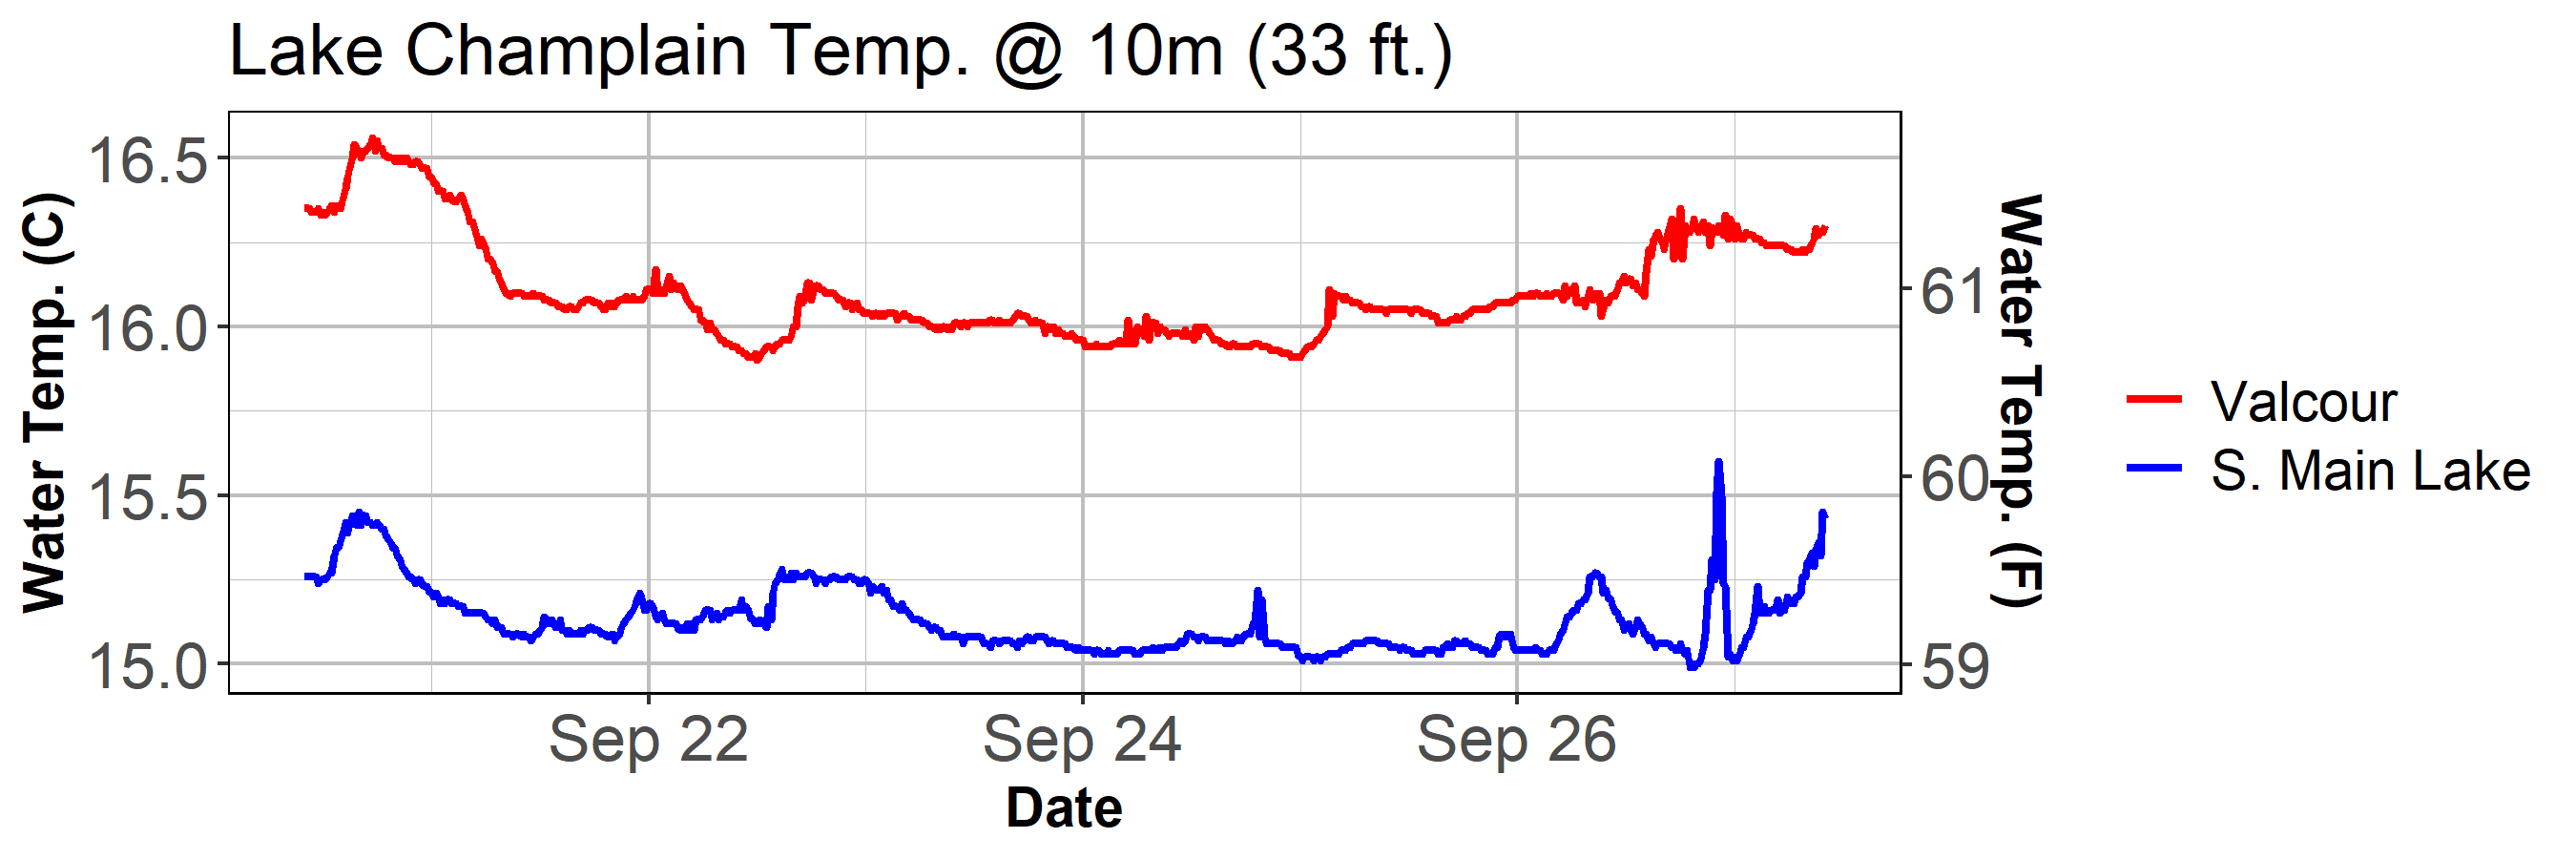 Lake Champlain Temp. @ 10m (33 ft.)
Water Temp. (C)
16.5
16.0
15.5
15.0
61
60
59
Water Temp. (F)
Sep 22 Sep 24 Sep 26
Date
Valcour
S. Main Lake